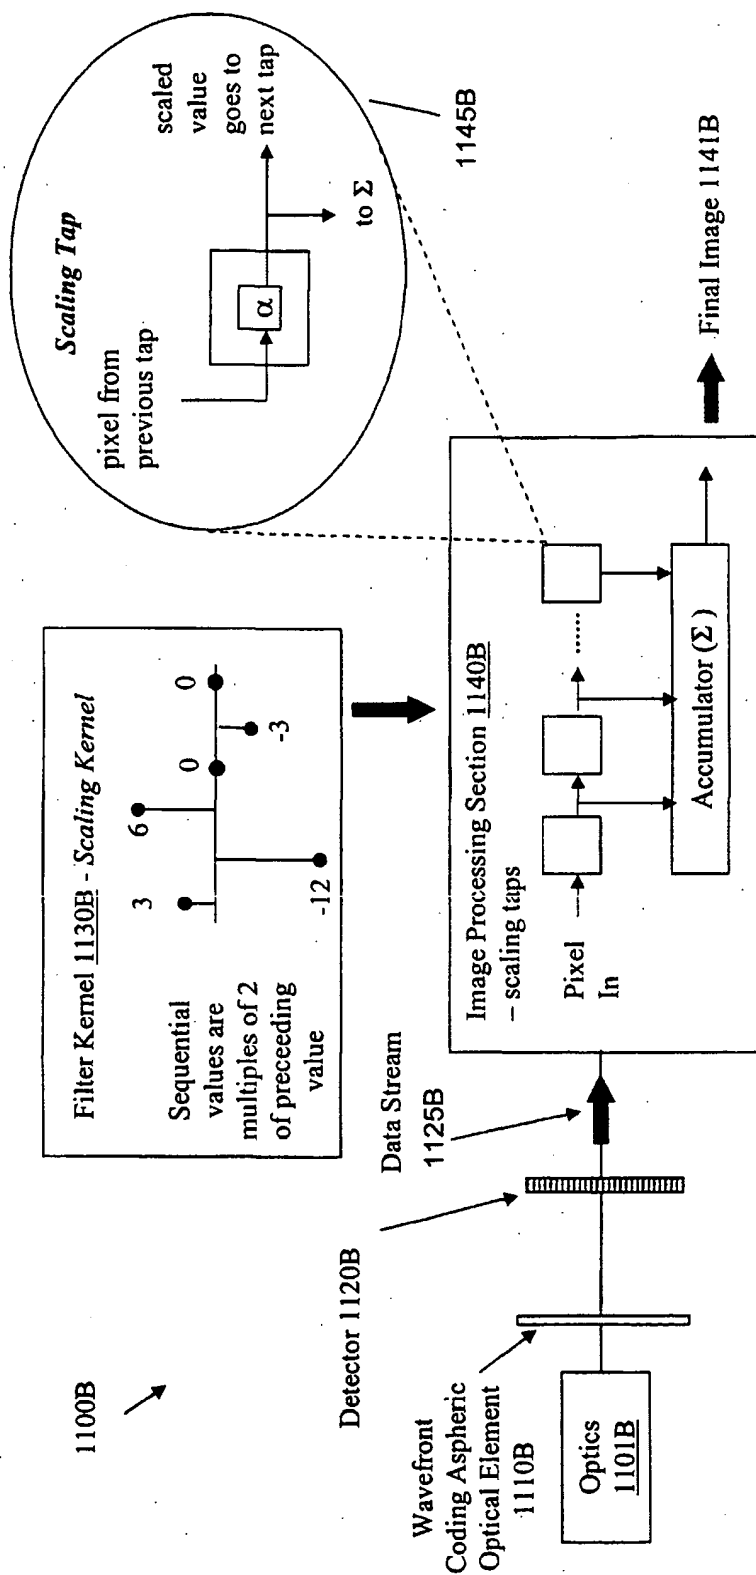 1100B
Filter Kernel 1130B - Scaling Kernel
Sequential
values are
multiples of 2
of preceeding
value
3
-12
6
0
-3
0
Scaling Tap
pixel from
previous tap
α
scaled
value
goes to
next tap
to Σ
1145B
Wavefront
Coding Aspheric
Optical Element
1110B
Detector 1120B
Data Stream
1125B
Optics
1101B
Image Processing Section 1140B
– scaling taps
Pixel
In
......
Accumulator (Σ)
Final Image 1141B